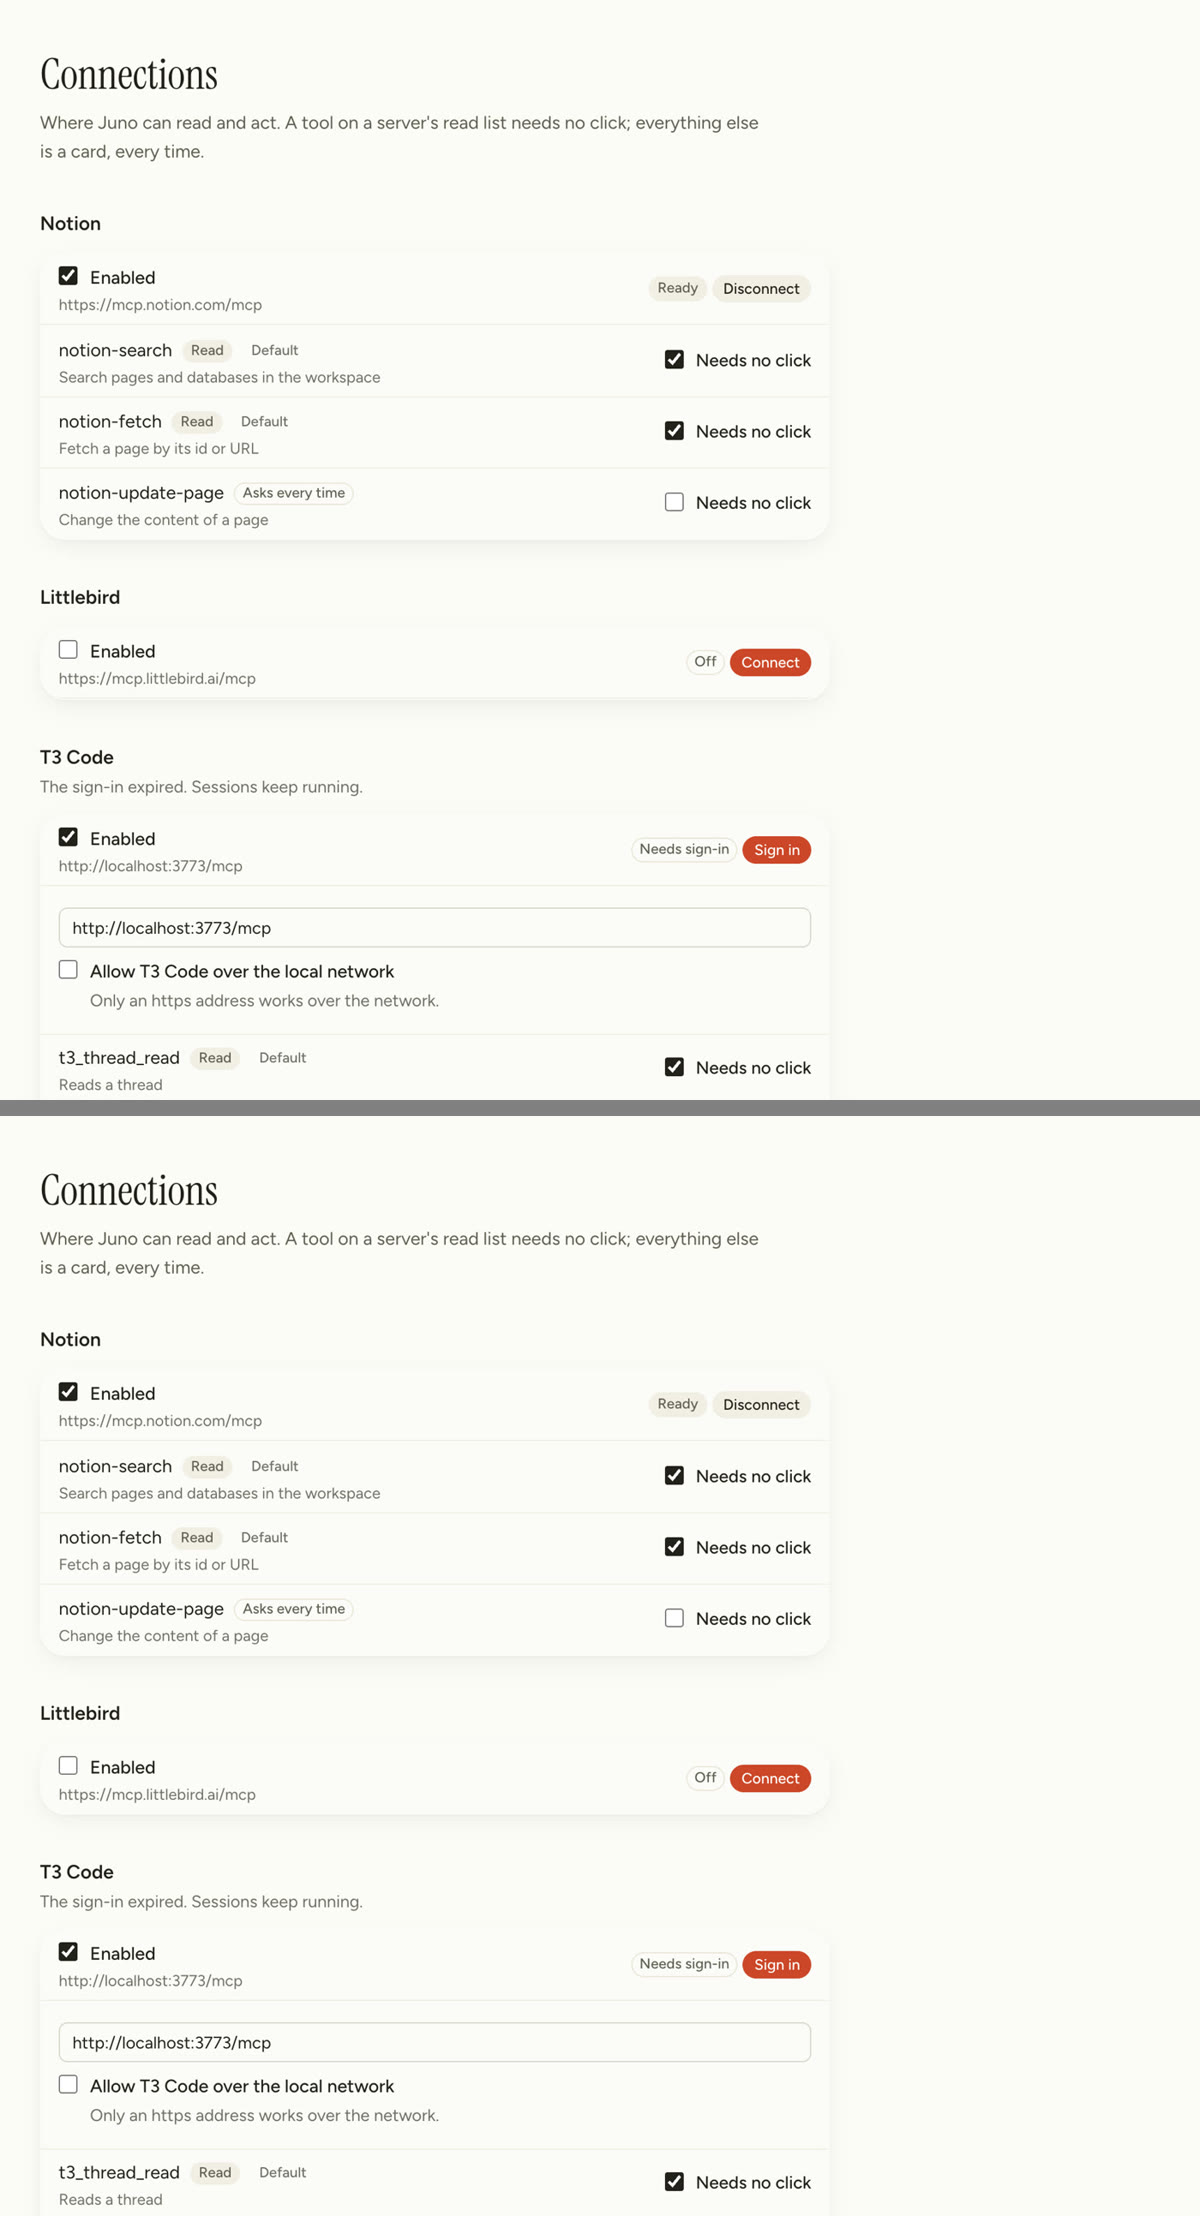 Connections
Where Juno can read and act. A tool on a server's read list needs no click; everything else
is a card, every time.
Notion
Enabled
Ready Disconnect
https://mcp.notion.com/mcp
notion-search Read Default
Needs no click
Search pages and databases in the workspace
notion-fetch Read Default
Needs no click
Fetch a page by its id or URL
notion-update-page Asks every time
Needs no click
Change the content of a page
Littlebird
Enabled
Off Connect
https://mcp.littlebird.ai/mcp
T3 Code
The sign-in expired. Sessions keep running.
Enabled
Needs sign-in Sign in
http://localhost:3773/mcp
http://localhost:3773/mcp
Allow T3 Code over the local network
Only an https address works over the network.
t3_thread_read Read Default
Needs no click
Reads a thread
Connections
Where Juno can read and act. A tool on a server's read list needs no click; everything else
is a card, every time.
Notion
Enabled
Ready Disconnect
https://mcp.notion.com/mcp
notion-search Read Default
Needs no click
Search pages and databases in the workspace
notion-fetch Read Default
Needs no click
Fetch a page by its id or URL
notion-update-page Asks every time
Needs no click
Change the content of a page
Littlebird
Enabled
Off Connect
https://mcp.littlebird.ai/mcp
T3 Code
The sign-in expired. Sessions keep running.
Enabled
Needs sign-in Sign in
http://localhost:3773/mcp
http://localhost:3773/mcp
Allow T3 Code over the local network
Only an https address works over the network.
t3_thread_read Read Default
Needs no click
Reads a thread